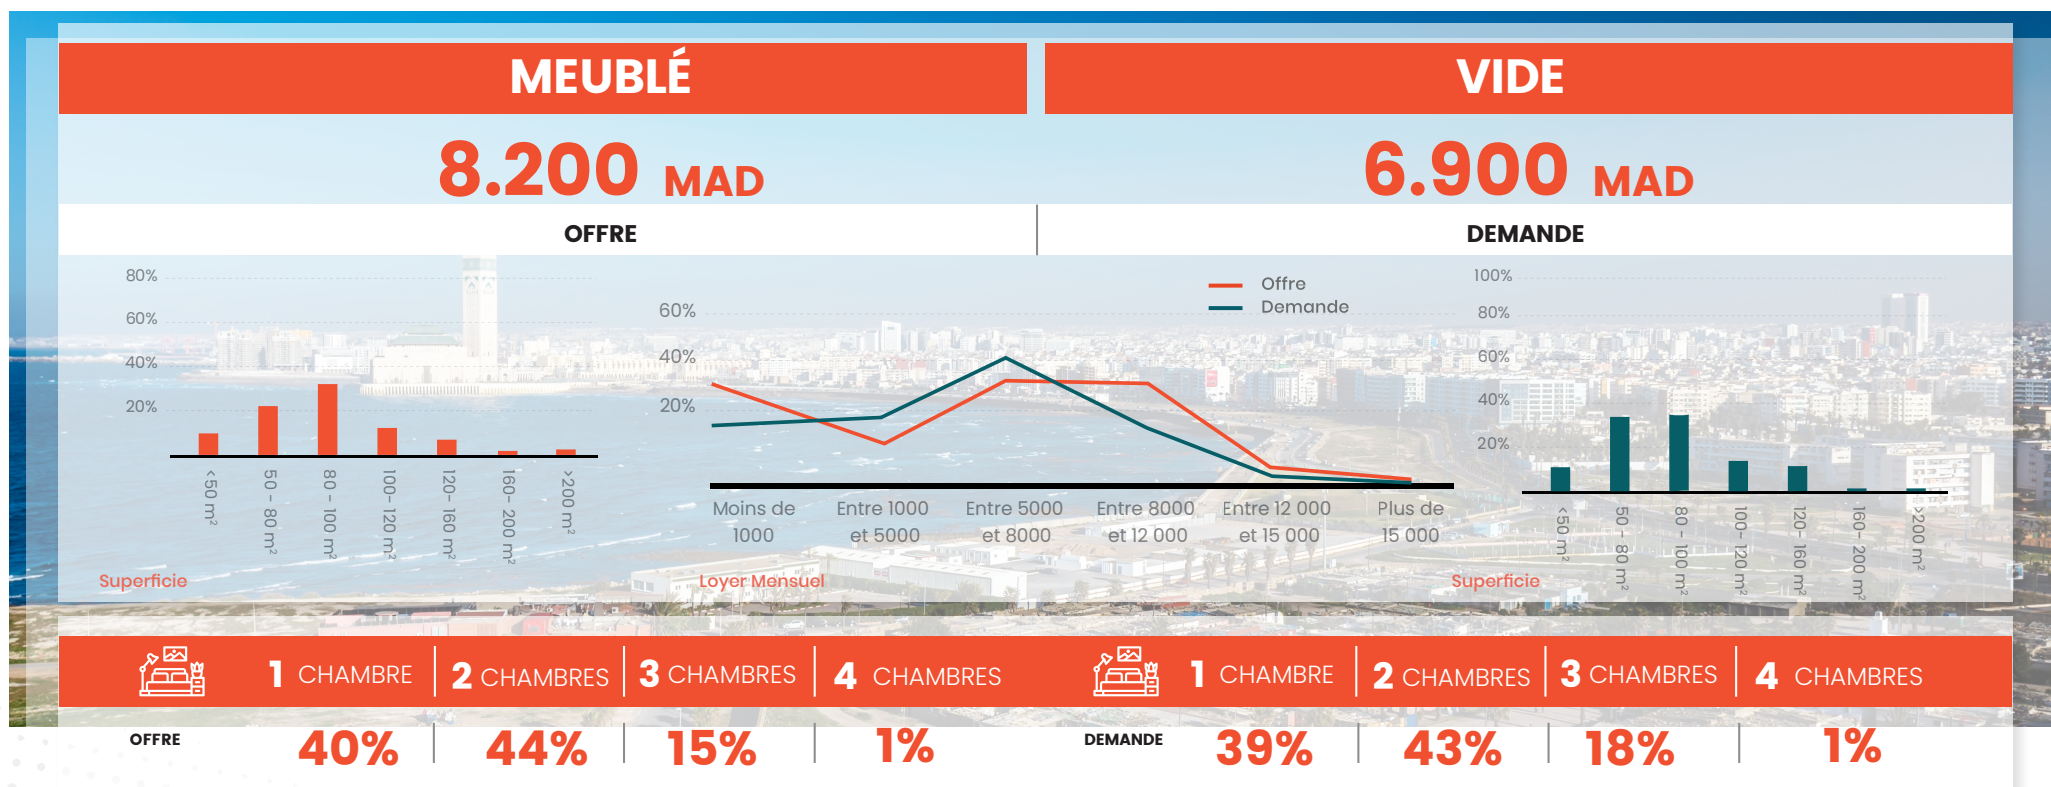 MEUBLÉ
VIDE
8.200 MAD
6.900 MAD
OFFRE
DEMANDE
80%
60%
40%
20%
<50 m²
50 - 80 m²
80 - 100 m²
100- 120 m²
120- 160 m²
160- 200 m²
>200 m²
Superficie
Offre
Demande
60%
40%
20%
Moins de
1000
Entre 1000
et 5000
Entre 5000
et 8000
Entre 8000
et 12 000
Entre 12 000
et 15 000
Plus de
15 000
Loyer Mensuel
100%
80%
60%
40%
20%
<50 m²
50 - 80 m²
80 - 100 m²
100- 120 m²
120- 160 m²
160- 200 m²
>200 m²
Superficie
1 CHAMBRE
2 CHAMBRES
3 CHAMBRES
4 CHAMBRES
1 CHAMBRE
2 CHAMBRES
3 CHAMBRES
4 CHAMBRES
OFFRE
40%
44%
15%
1%
DEMANDE
39%
43%
18%
1%